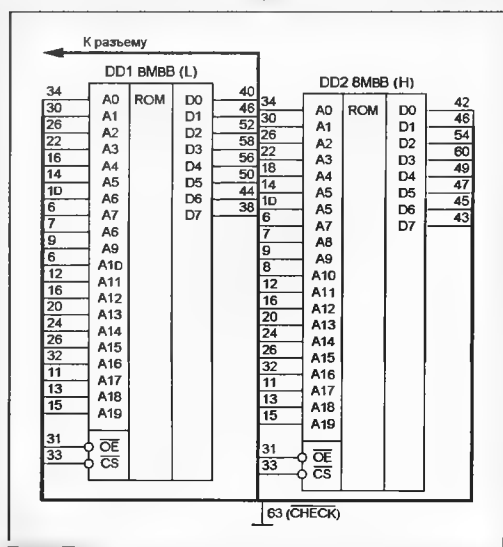 К разъему
DD1 8MBB (L)
34 A0 ROM D0 40
30 A1 D1 46
26 A2 D2 52
22 A3 D3 58
16 A4 D4 56
14 A5 D5 50
1D A6 D6 44
6 A7 D7 38
7 A6
9 A9
6 A1D
12 A11
16 A12
20 A13
24 A14
26 A15
32 A16
11 A17
13 A18
15 A19
31 OE
33 CS
DD2 8MBB (H)
34 A0 ROM D0 42
30 A1 D1 46
26 A2 D2 54
22 A3 D3 60
18 A4 D4 49
14 A5 D5 47
1D A5 D6 45
6 A7 D7 43
7 A8
9 A9
8 A10
12 A11
16 A12
20 A13
24 A14
26 A15
32 A16
11 A17
13 A18
15 A19
31 OE
33 CS
63 (CHECK)